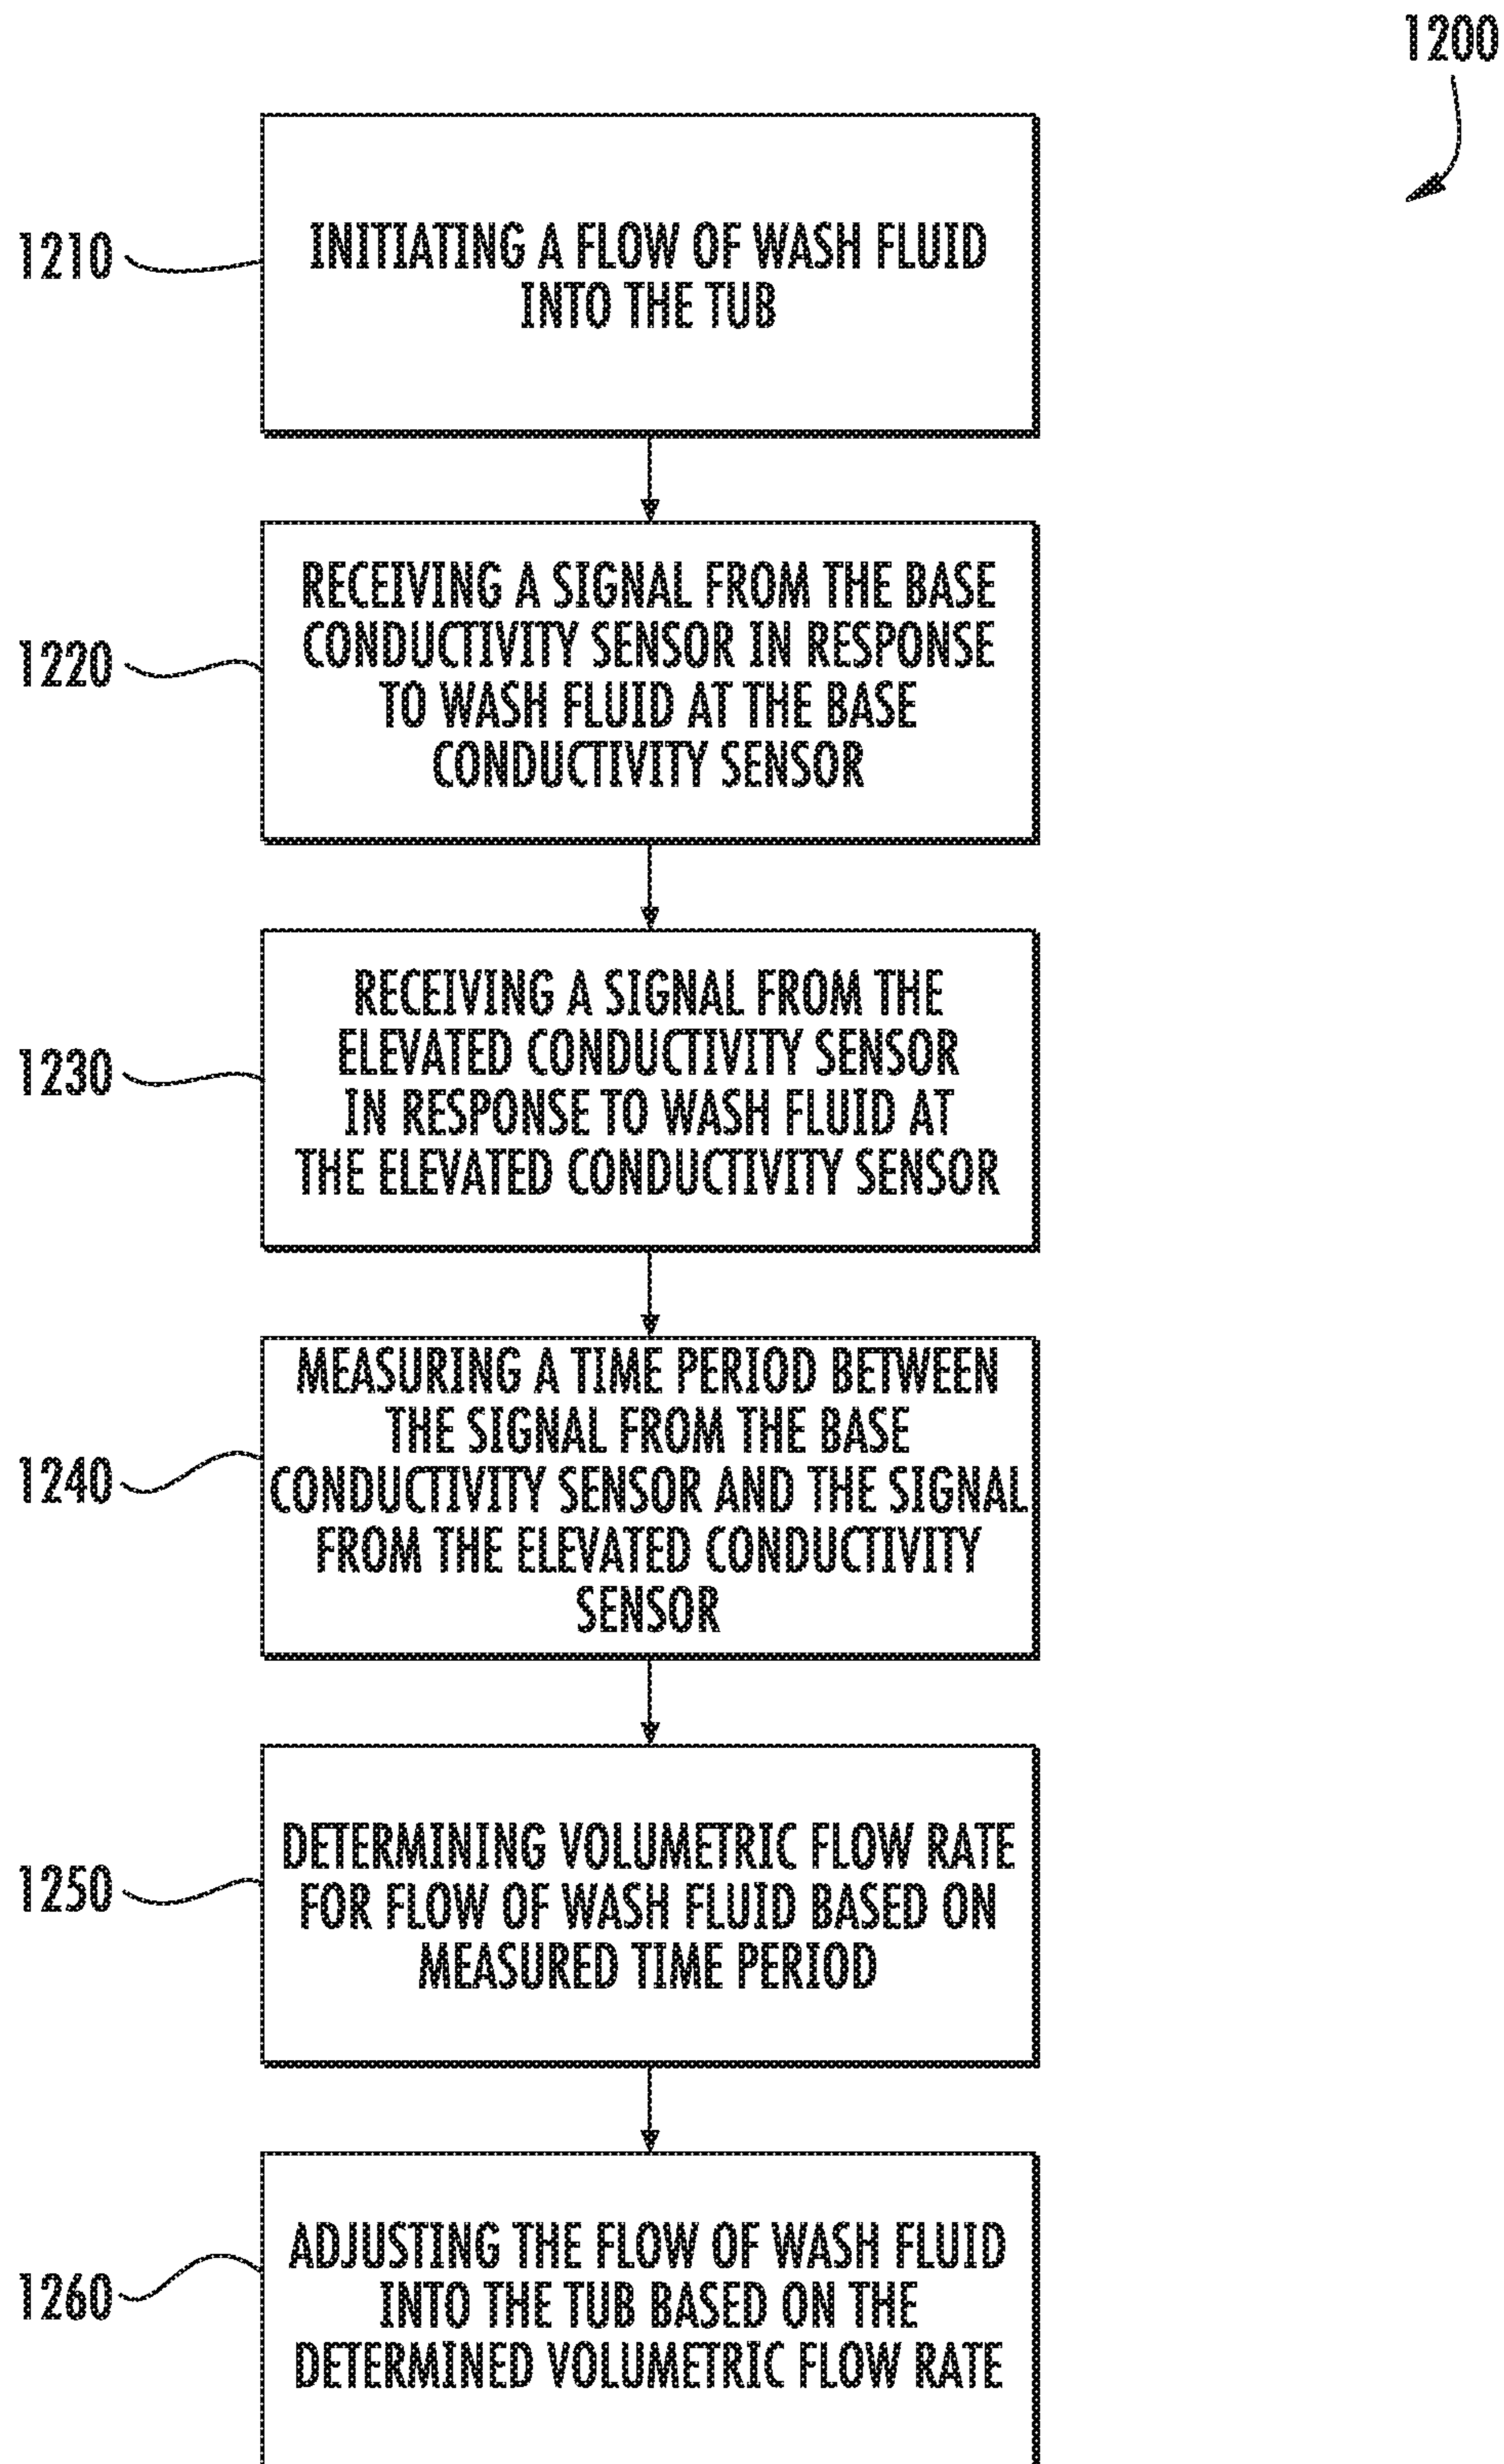 1200
1210
INITIATING A FLOW OF WASH FLUID
INTO THE TUB
1220
RECEIVING A SIGNAL FROM THE BASE
CONDUCTIVITY SENSOR IN RESPONSE
TO WASH FLUID AT THE BASE
CONDUCTIVITY SENSOR
1230
RECEIVING A SIGNAL FROM THE
ELEVATED CONDUCTIVITY SENSOR
IN RESPONSE TO WASH FLUID AT
THE ELEVATED CONDUCTIVITY SENSOR
1240
MEASURING A TIME PERIOD BETWEEN
THE SIGNAL FROM THE BASE
CONDUCTIVITY SENSOR AND THE SIGNAL
FROM THE ELEVATED CONDUCTIVITY
SENSOR
1250
DETERMINING VOLUMETRIC FLOW RATE
FOR FLOW OF WASH FLUID BASED ON
MEASURED TIME PERIOD
1260
ADJUSTING THE FLOW OF WASH FLUID
INTO THE TUB BASED ON THE
DETERMINED VOLUMETRIC FLOW RATE